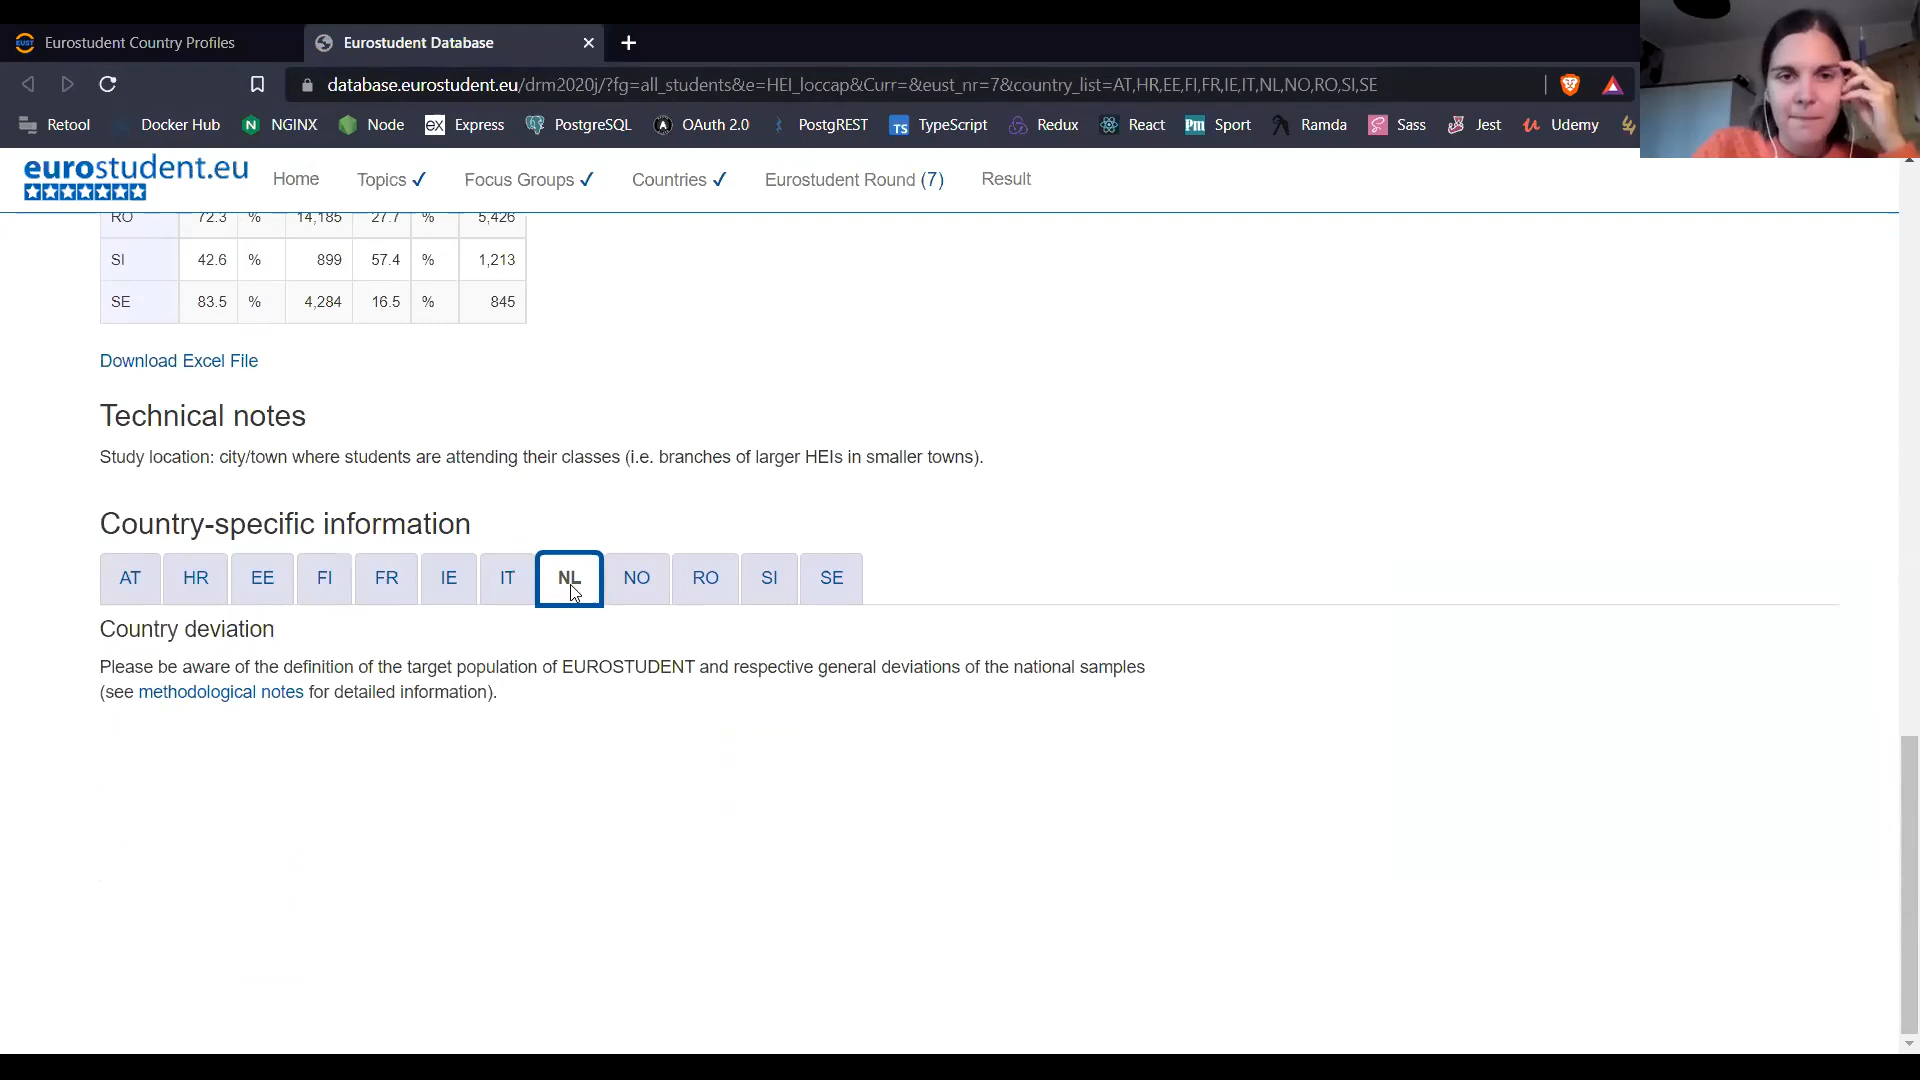 Eurostudent Country Profiles
Eurostudent Database
database.eurostudent.eu/drm2020j/?fg=all_students&e=HEI_loccap&Curr=&eust_nr=7&country_list=AT,HR,EE,FI,FR,IE,IT,NL,NO,RO,SI,SE
Retool Docker Hub NGINX Node ex Express PostgreSQL OAuth 2.0 PostgREST TS TypeScript Redux React Pm Sport Ramda Sass Jest Udemy
eurostudent.eu
Home Topics ✓ Focus Groups ✓ Countries ✓ Eurostudent Round (7) Result
RO 72.3 % 14,185 27.7 % 5,426
SI 42.6 % 899 57.4 % 1,213
SE 83.5 % 4,284 16.5 % 845
Download Excel File
Technical notes
Study location: city/town where students are attending their classes (i.e. branches of larger HEIs in smaller towns).
Country-specific information
AT HR EE FI FR IE IT NL NO RO SI SE
Country deviation
Please be aware of the definition of the target population of EUROSTUDENT and respective general deviations of the national samples
(see methodological notes for detailed information).